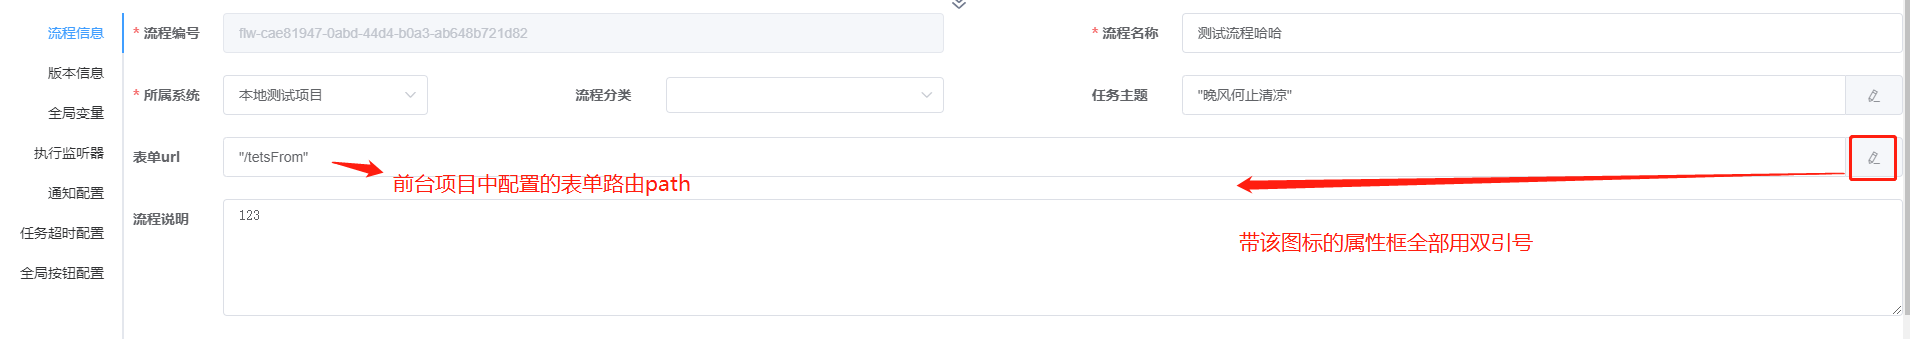 流程信息
* 流程编号
flw-cae81947-0abd-44d4-b0a3-ab648b721d82
* 流程名称
测试流程哈哈
版本信息
* 所属系统
本地测试项目
流程分类
任务主题
"晚风何止清凉"
全局变量
执行监听器
表单url
"/tetsFrom"
前台项目中配置的表单路由path
通知配置
流程说明
123
任务超时配置
带该图标的属性框全部用双引号
全局按钮配置